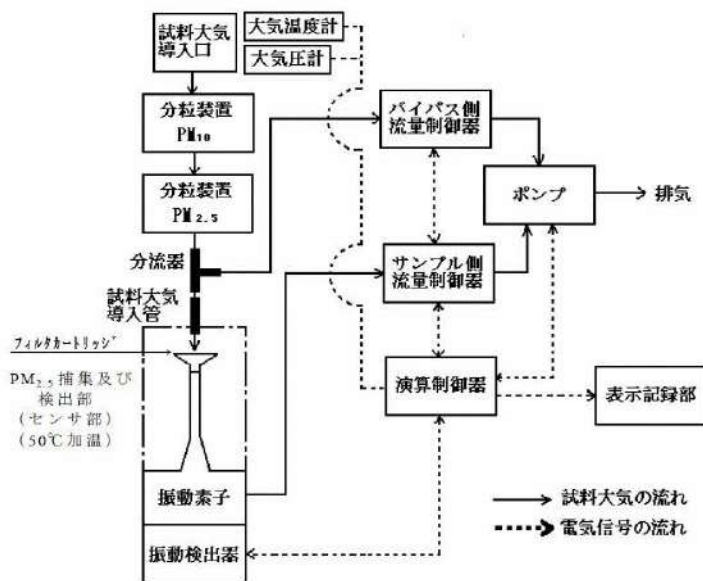 試料大気
導入口
大気温度計
大気圧計
分粒装置
PM10
分粒装置
PM2.5
分流器
試料大気
導入管
フィルタカートリッジ
PM2.5捕集及び
検出部
(センサ部)
(50℃加温)
振動素子
振動検出器
バイパス側
流量制御器
ポンプ
排気
サンプル側
流量制御器
演算制御器
表示記録部
試料大気の流れ
電気信号の流れ